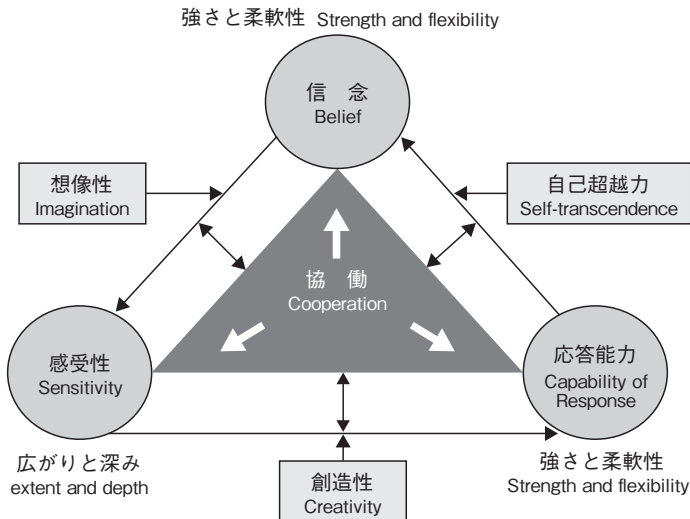 強さと柔軟性 Strength and flexibility
信 念
Belief
想像性
Imagination
自己超越力
Self-transcendence
協 働
Cooperation
感受性
Sensitivity
応答能力
Capability of
Response
広がりと深み
extent and depth
創造性
Creativity
強さと柔軟性
Strength and flexibility